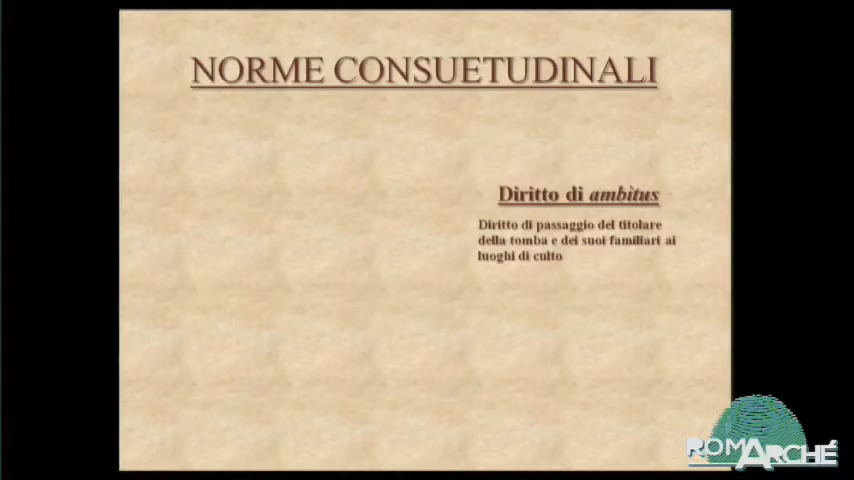 NORME CONSUETUDINALI
Diritto di ambitus
Diritto di passaggio del titolare
della tomba e dei suoi familiari ai
luoghi di culto
ROMARCHÉ